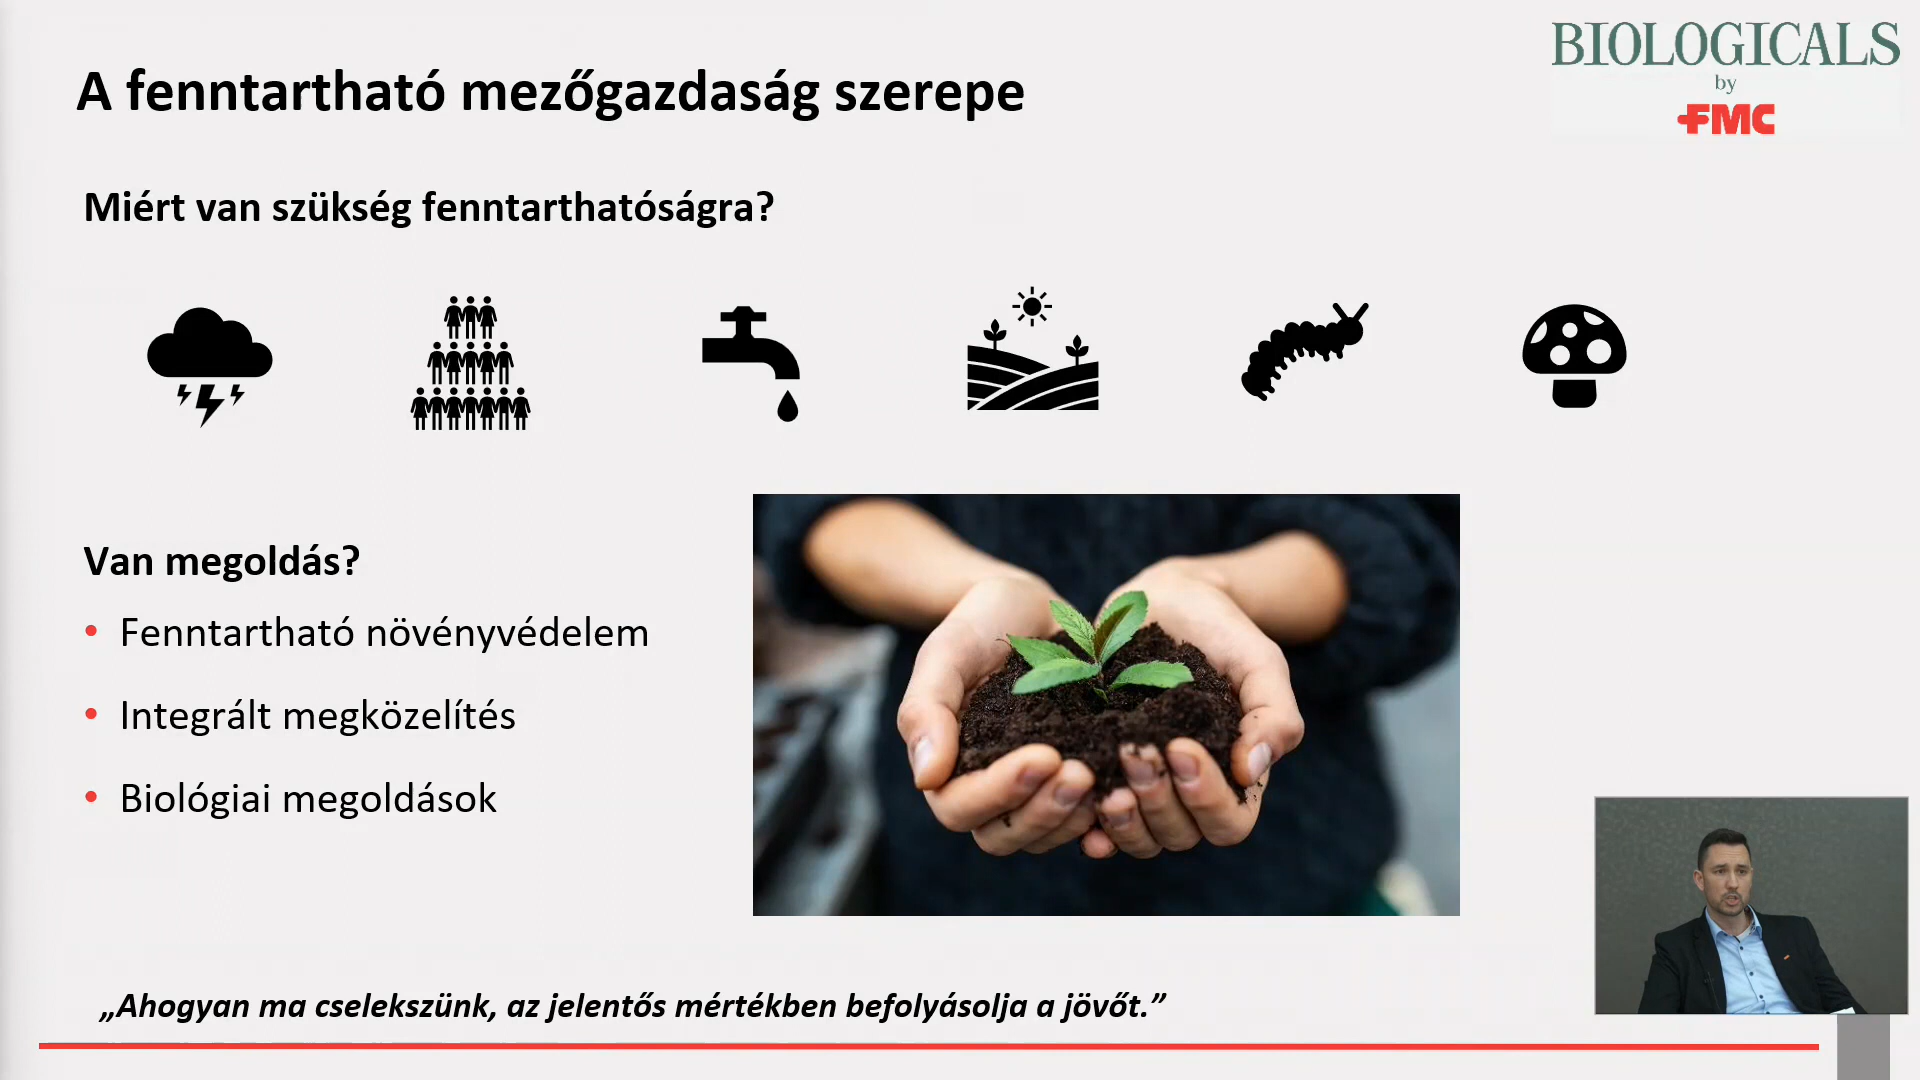 A fenntartható mezőgazdaság szerepe
BIOLOGICALS
by
FMC
Miért van szükség fenntarthatóságra?
Van megoldás?
• Fenntartható növényvédelem
• Integrált megközelítés
• Biológiai megoldások
„Ahogyan ma cselekszünk, az jelentős mértékben befolyásolja a jövőt.”